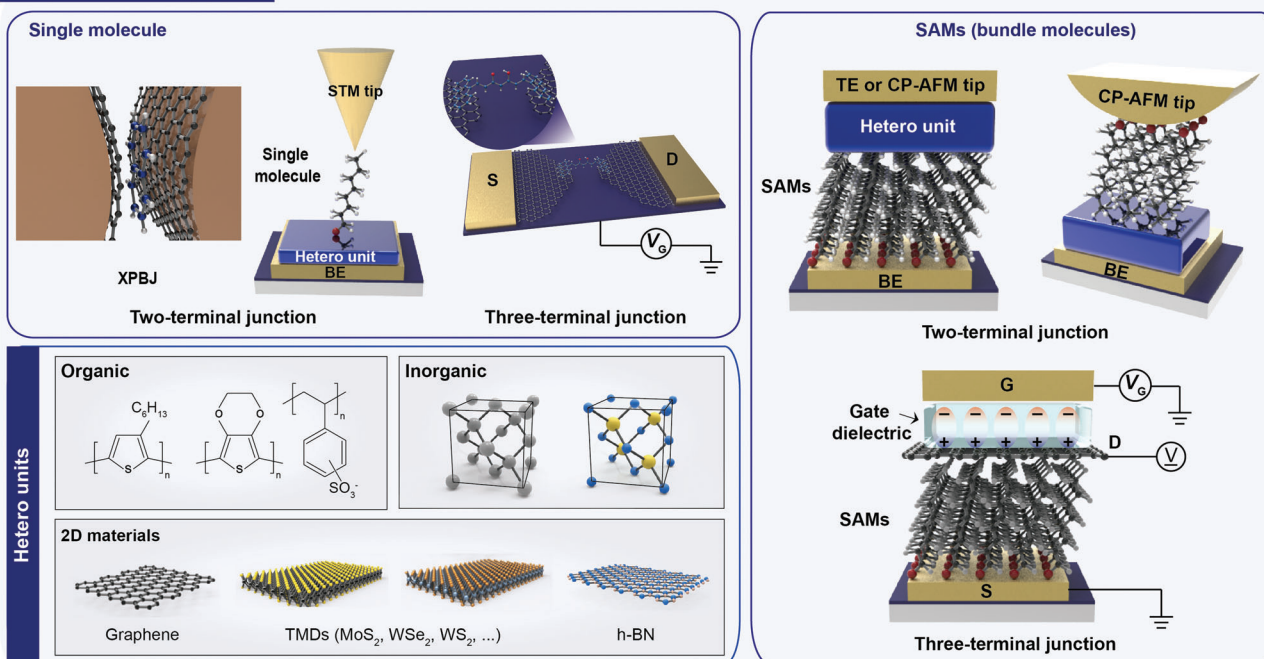 Single molecule
STM tip
Single
molecule
Hetero unit
BE
XPBJ
Two-terminal junction
S
D
V_G
Three-terminal junction
SAMs (bundle molecules)
TE or CP-AFM tip
Hetero unit
SAMs
BE
CP-AFM tip
BE
Two-terminal junction
G
V_G
Gate
dielectric
− − − − −
+ + + + +
D
V
SAMs
S
Three-terminal junction
Hetero units
Organic
C₆H₁₃
S
n
O O
S
n
n
SO₃⁻
Inorganic
2D materials
Graphene
TMDs (MoS₂, WSe₂, WS₂, ...)
h-BN